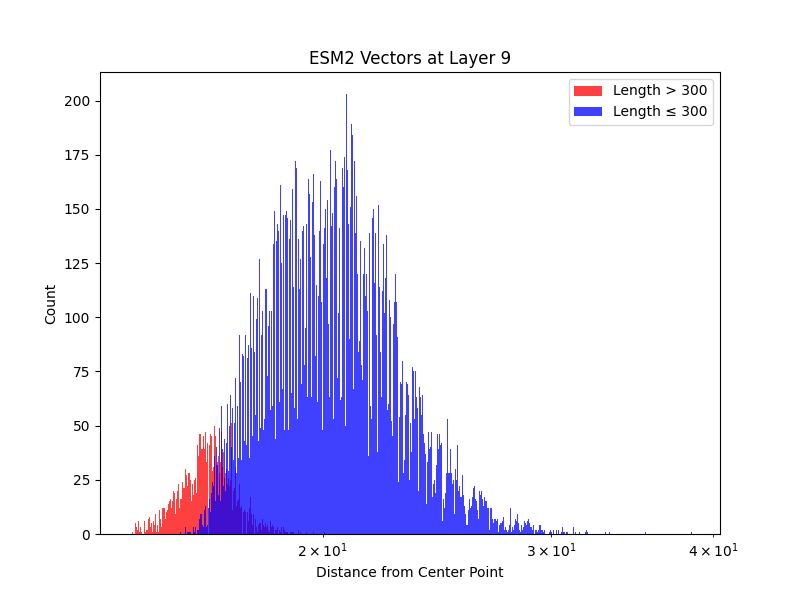 ESM2 Vectors at Layer 9
Length > 300
Length ≤ 300
200
175
150
125
100
75
50
25
0
Count
2 × 10¹
3 × 10¹
4 × 10¹
Distance from Center Point